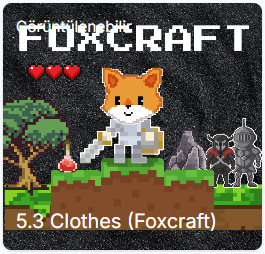 Görüntülenebilir
FOXCRAFT
5.3 Clothes (Foxcraft)